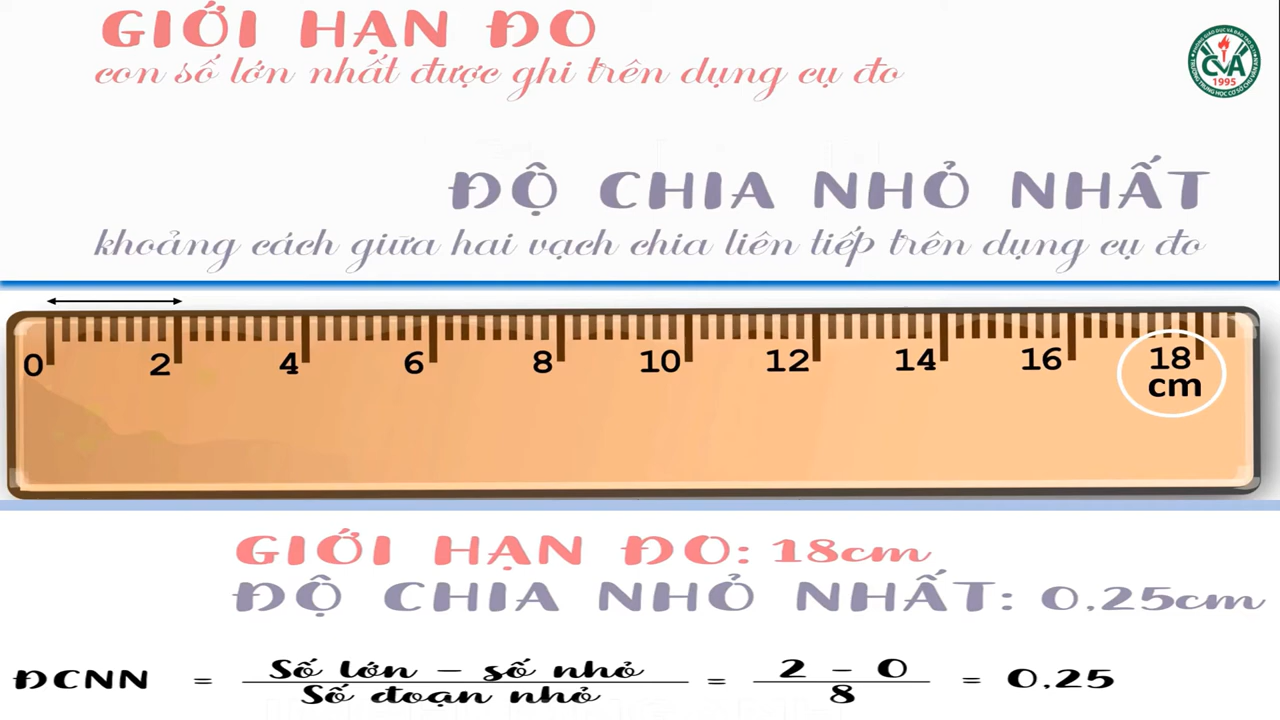 GIỚI HẠN ĐO
con số lớn nhất được ghi trên dụng cụ đo
CVA
1995
ĐỘ CHIA NHỎ NHẤT
khoảng cách giữa hai vạch chia liên tiếp trên dụng cụ đo
0 2 4 6 8 10 12 14 16 18
cm
GIỚI HẠN ĐO: 18cm
ĐỘ CHIA NHỎ NHẤT: 0,25cm
ĐCNN = Số lớn - số nhỏ / Số đoạn nhỏ = 2 - 0 / 8 = 0,25